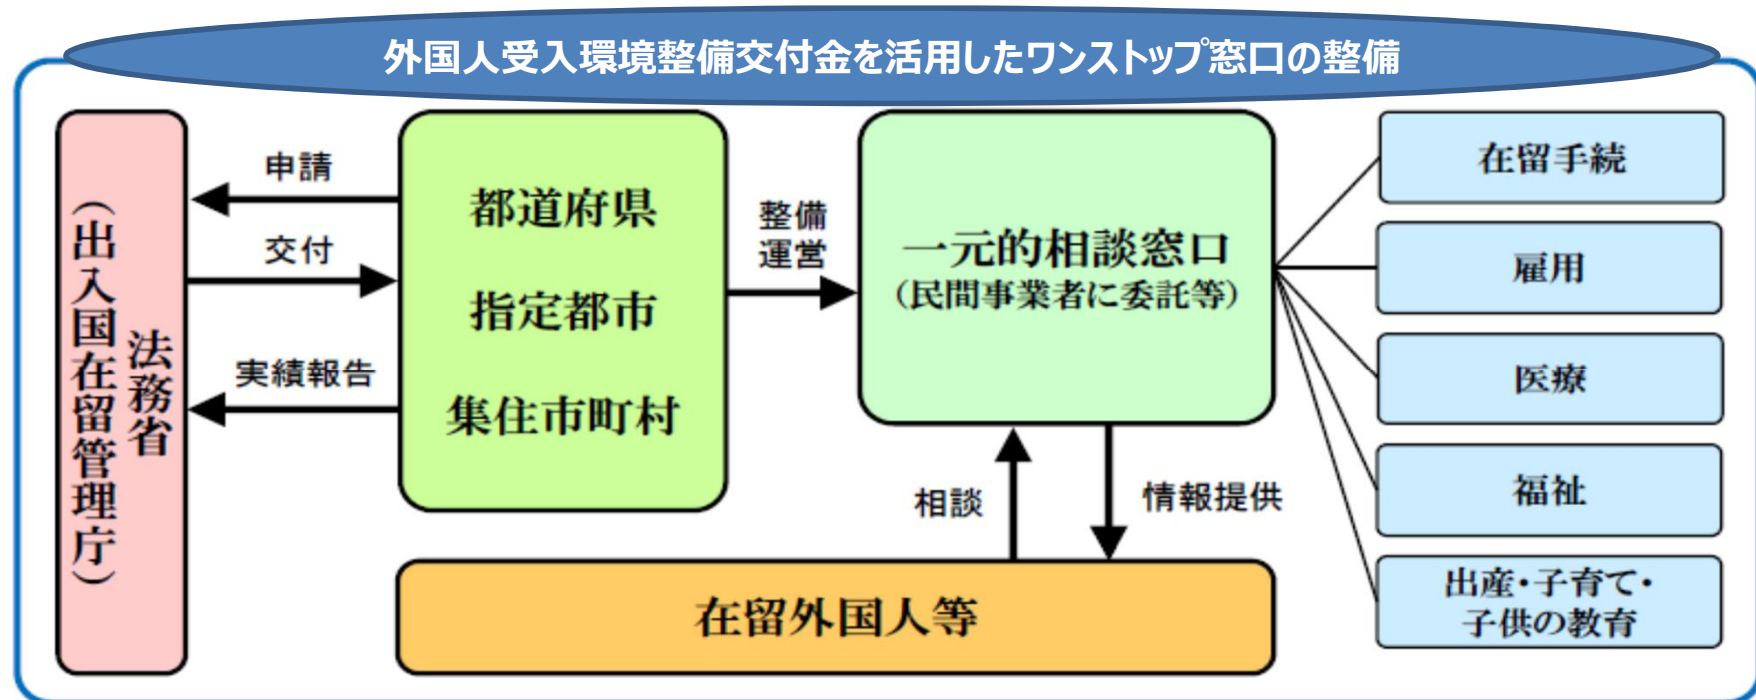 外国人受入環境整備交付金を活用したワンストップ窓口の整備
法務省
（出入国在留管理庁）
申請
交付
実績報告
都道府県
指定都市
集住市町村
整備
運営
一元的相談窓口
（民間事業者に委託等）
在留手続
雇用
医療
福祉
出産・子育て・
子供の教育
相談
情報提供
在留外国人等